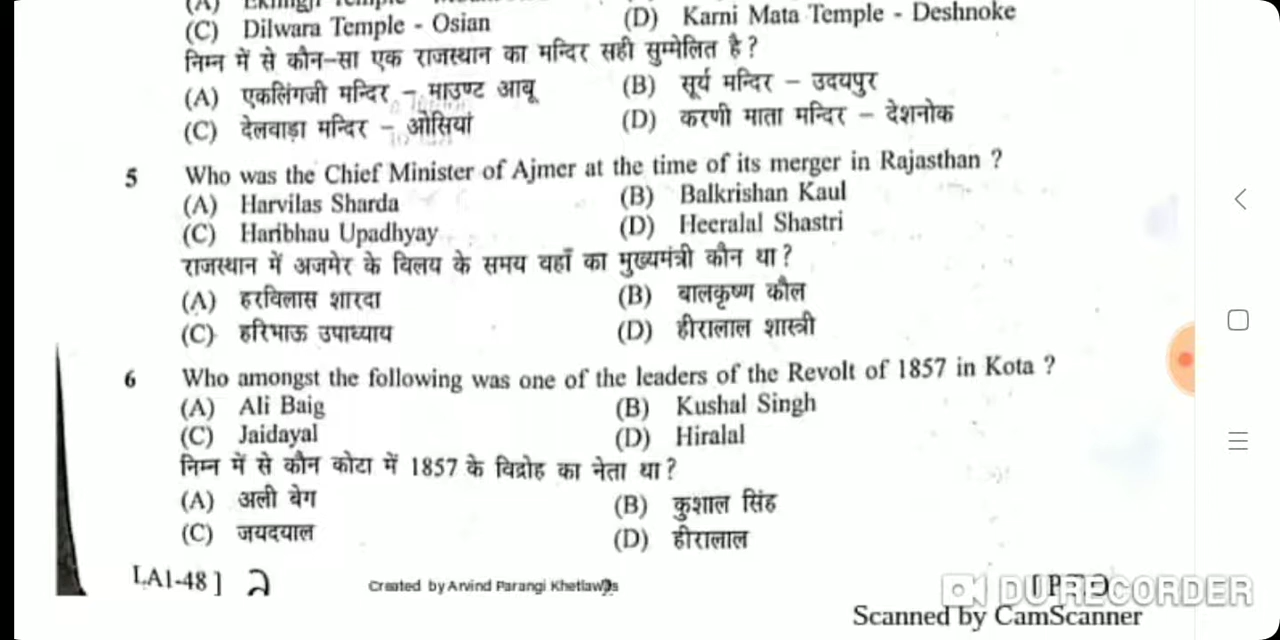 (A) Eklingji Temple
(C) Dilwara Temple - Osian (D) Karni Mata Temple - Deshnoke
निम्न में से कौन-सा एक राजस्थान का मन्दिर सही सुम्मेलित है ?
(A) एकलिंगजी मन्दिर - माउण्ट आबू (B) सूर्य मन्दिर - उदयपुर
(C) देलवाड़ा मन्दिर - ओसियां (D) करणी माता मन्दिर - देशनोक
5 Who was the Chief Minister of Ajmer at the time of its merger in Rajasthan ?
(A) Harvilas Sharda (B) Balkrishan Kaul
(C) Haribhau Upadhyay (D) Heeralal Shastri
राजस्थान में अजमेर के विलय के समय वहाँ का मुख्यमंत्री कौन था ?
(A) हरविलास शारदा (B) बालकृष्ण कौल
(C) हरिभाऊ उपाध्याय (D) हीरालाल शास्त्री
6 Who amongst the following was one of the leaders of the Revolt of 1857 in Kota ?
(A) Ali Baig (B) Kushal Singh
(C) Jaidayal (D) Hiralal
निम्न में से कौन कोटा में 1857 के विद्रोह का नेता था ?
(A) अली बेग (B) कुशाल सिंह
(C) जयदयाल (D) हीरालाल
LA1-48 ] 2 Created by Arvind Parangi Khetlawas DU RECORDER
Scanned by CamScanner